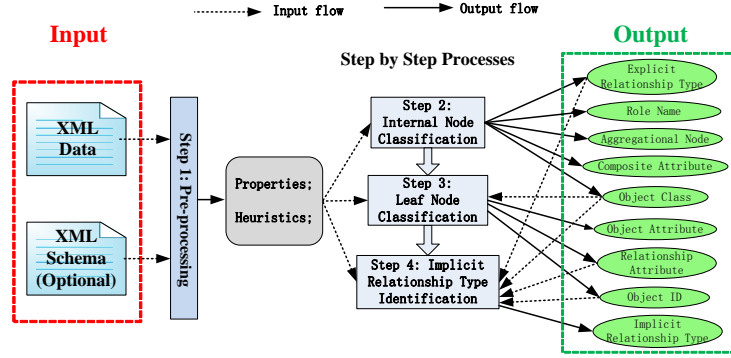 Input flow
Output flow
Input
Output
Step by Step Processes
XML
Data
XML
Schema
(Optional)
Step 1: Pre-processing
Properties;
Heuristics;
Step 2:
Internal Node
Classification
Step 3:
Leaf Node
Classification
Step 4: Implicit
Relationship Type
Identification
Explicit
Relationship Type
Role Name
Aggregational Node
Composite Attribute
Object Class
Object Attribute
Relationship
Attribute
Object ID
Implicit
Relationship Type